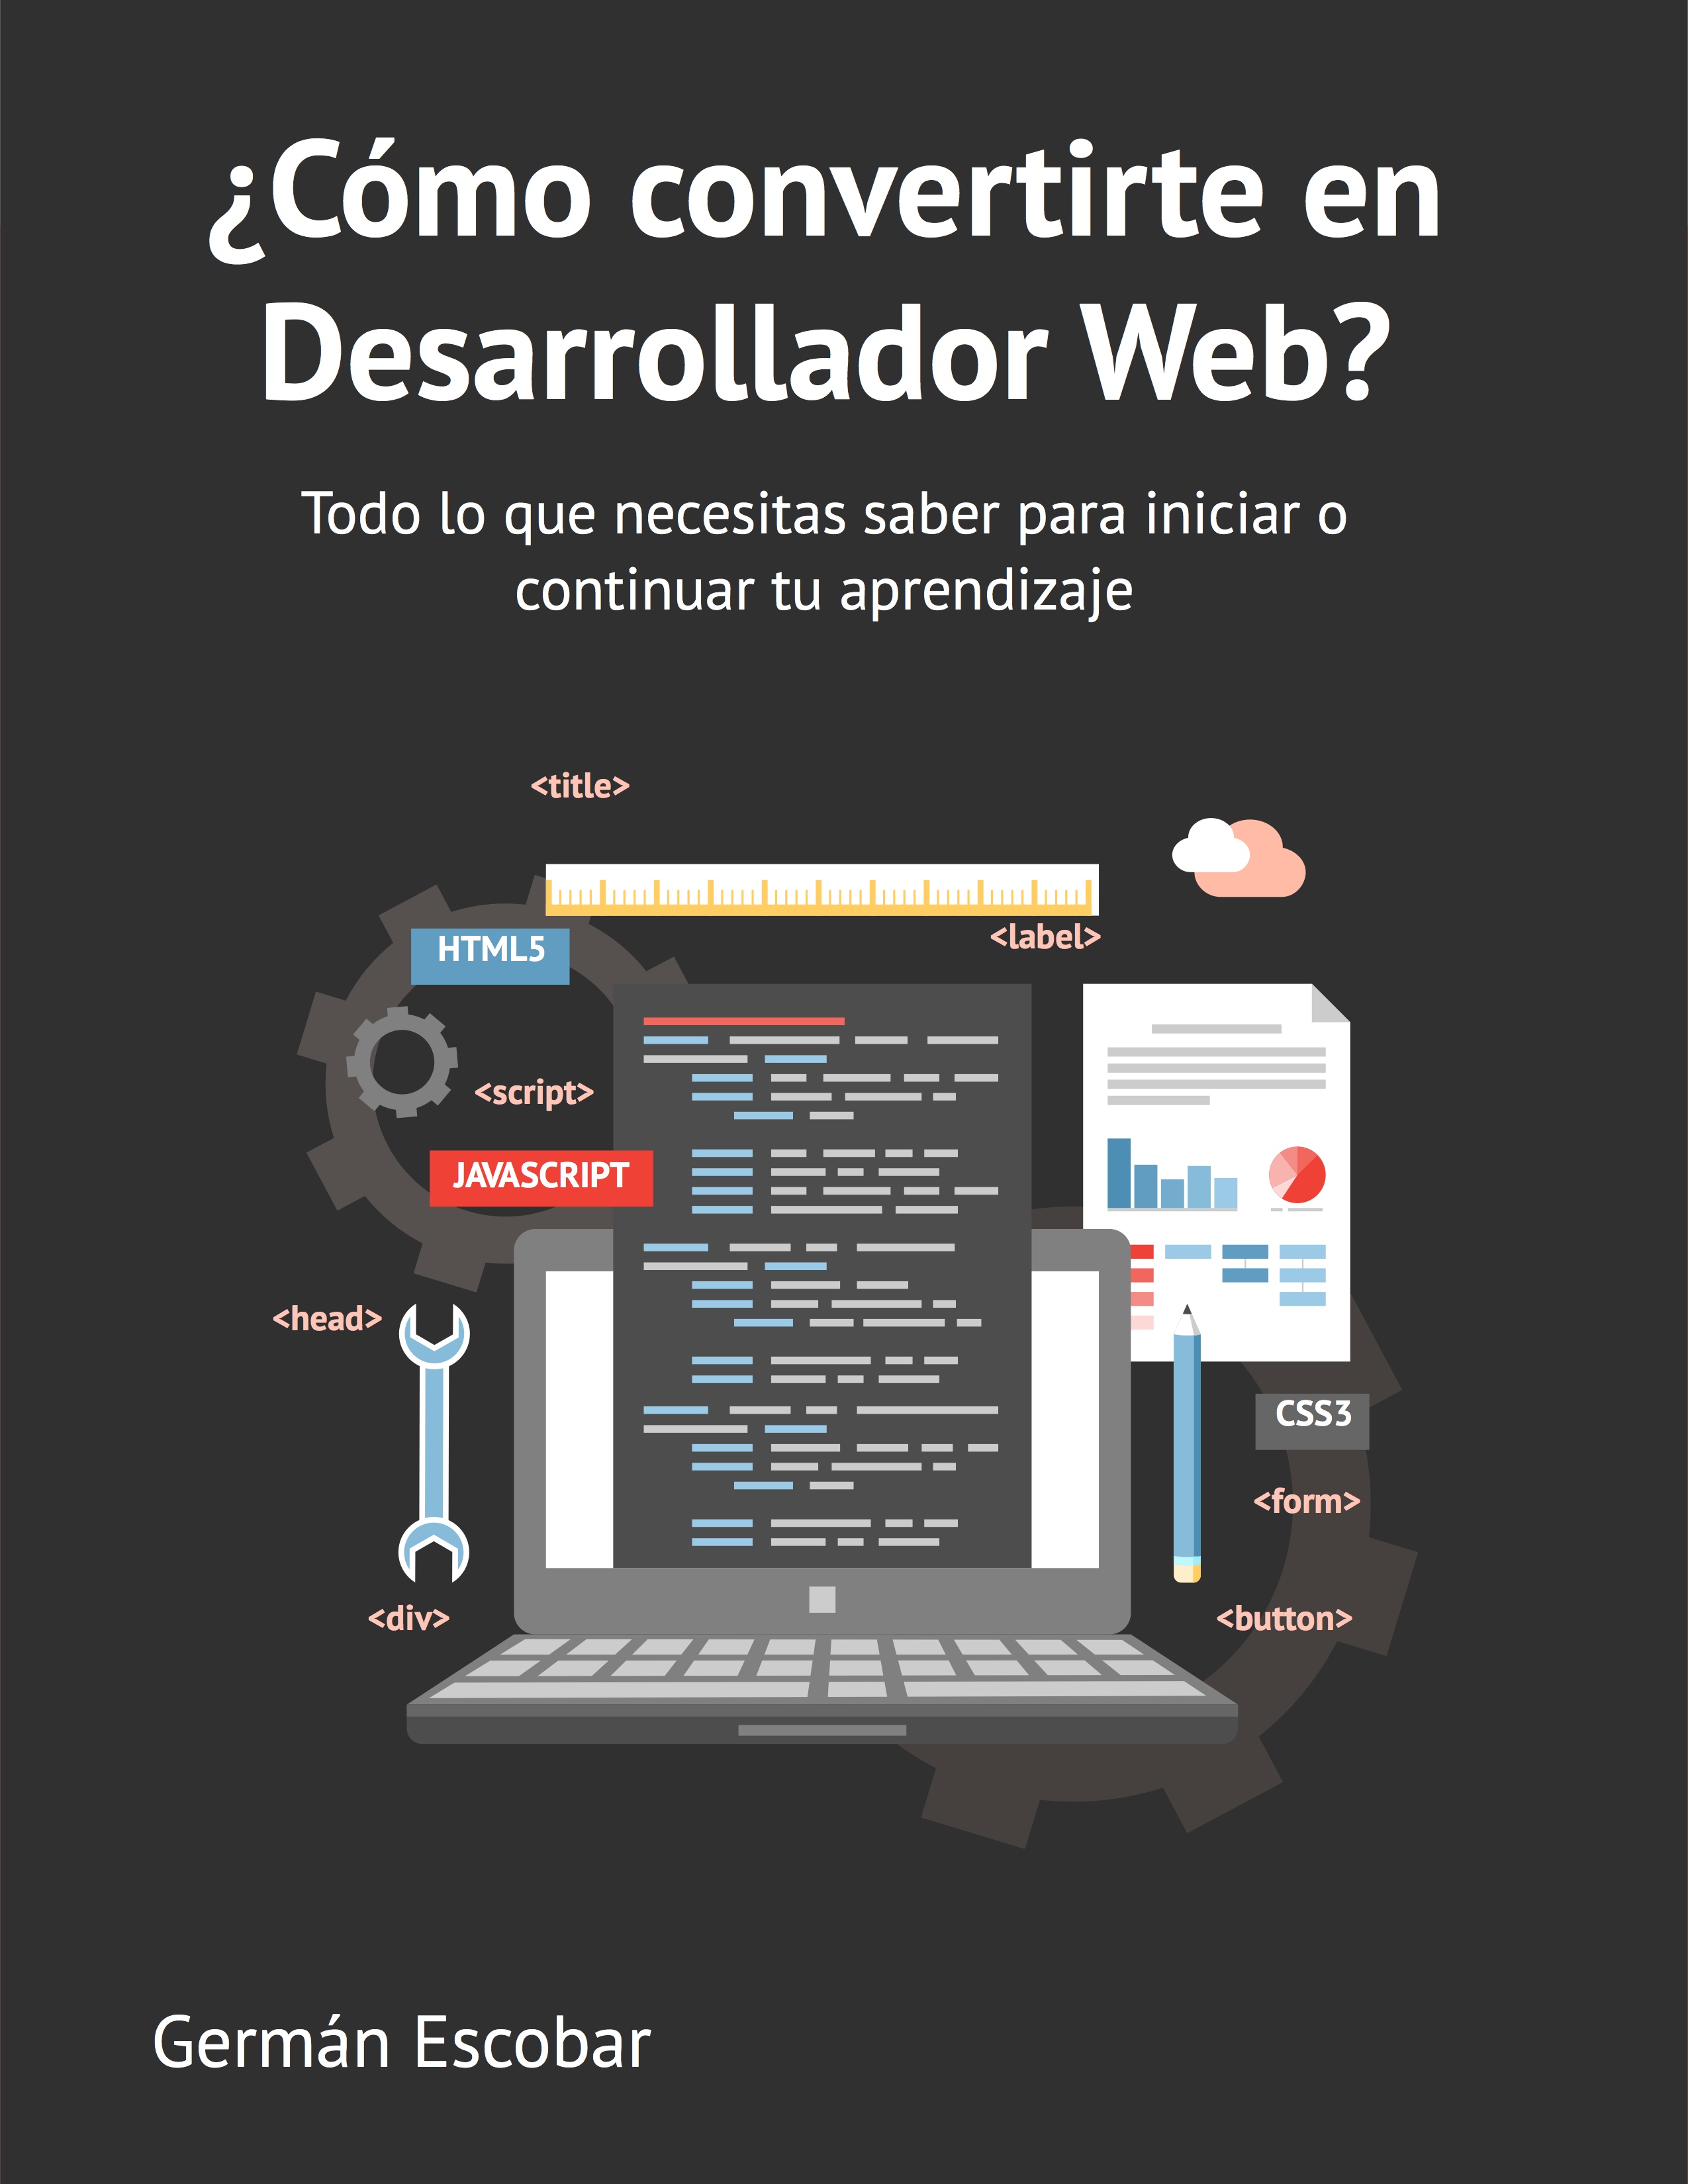 ¿Cómo convertirte en
Desarrollador Web?
Todo lo que necesitas saber para iniciar o
continuar tu aprendizaje
<title>
<label>
HTML5
<script>
JAVASCRIPT
<head>
CSS3
<form>
<div>
<button>
Germán Escobar